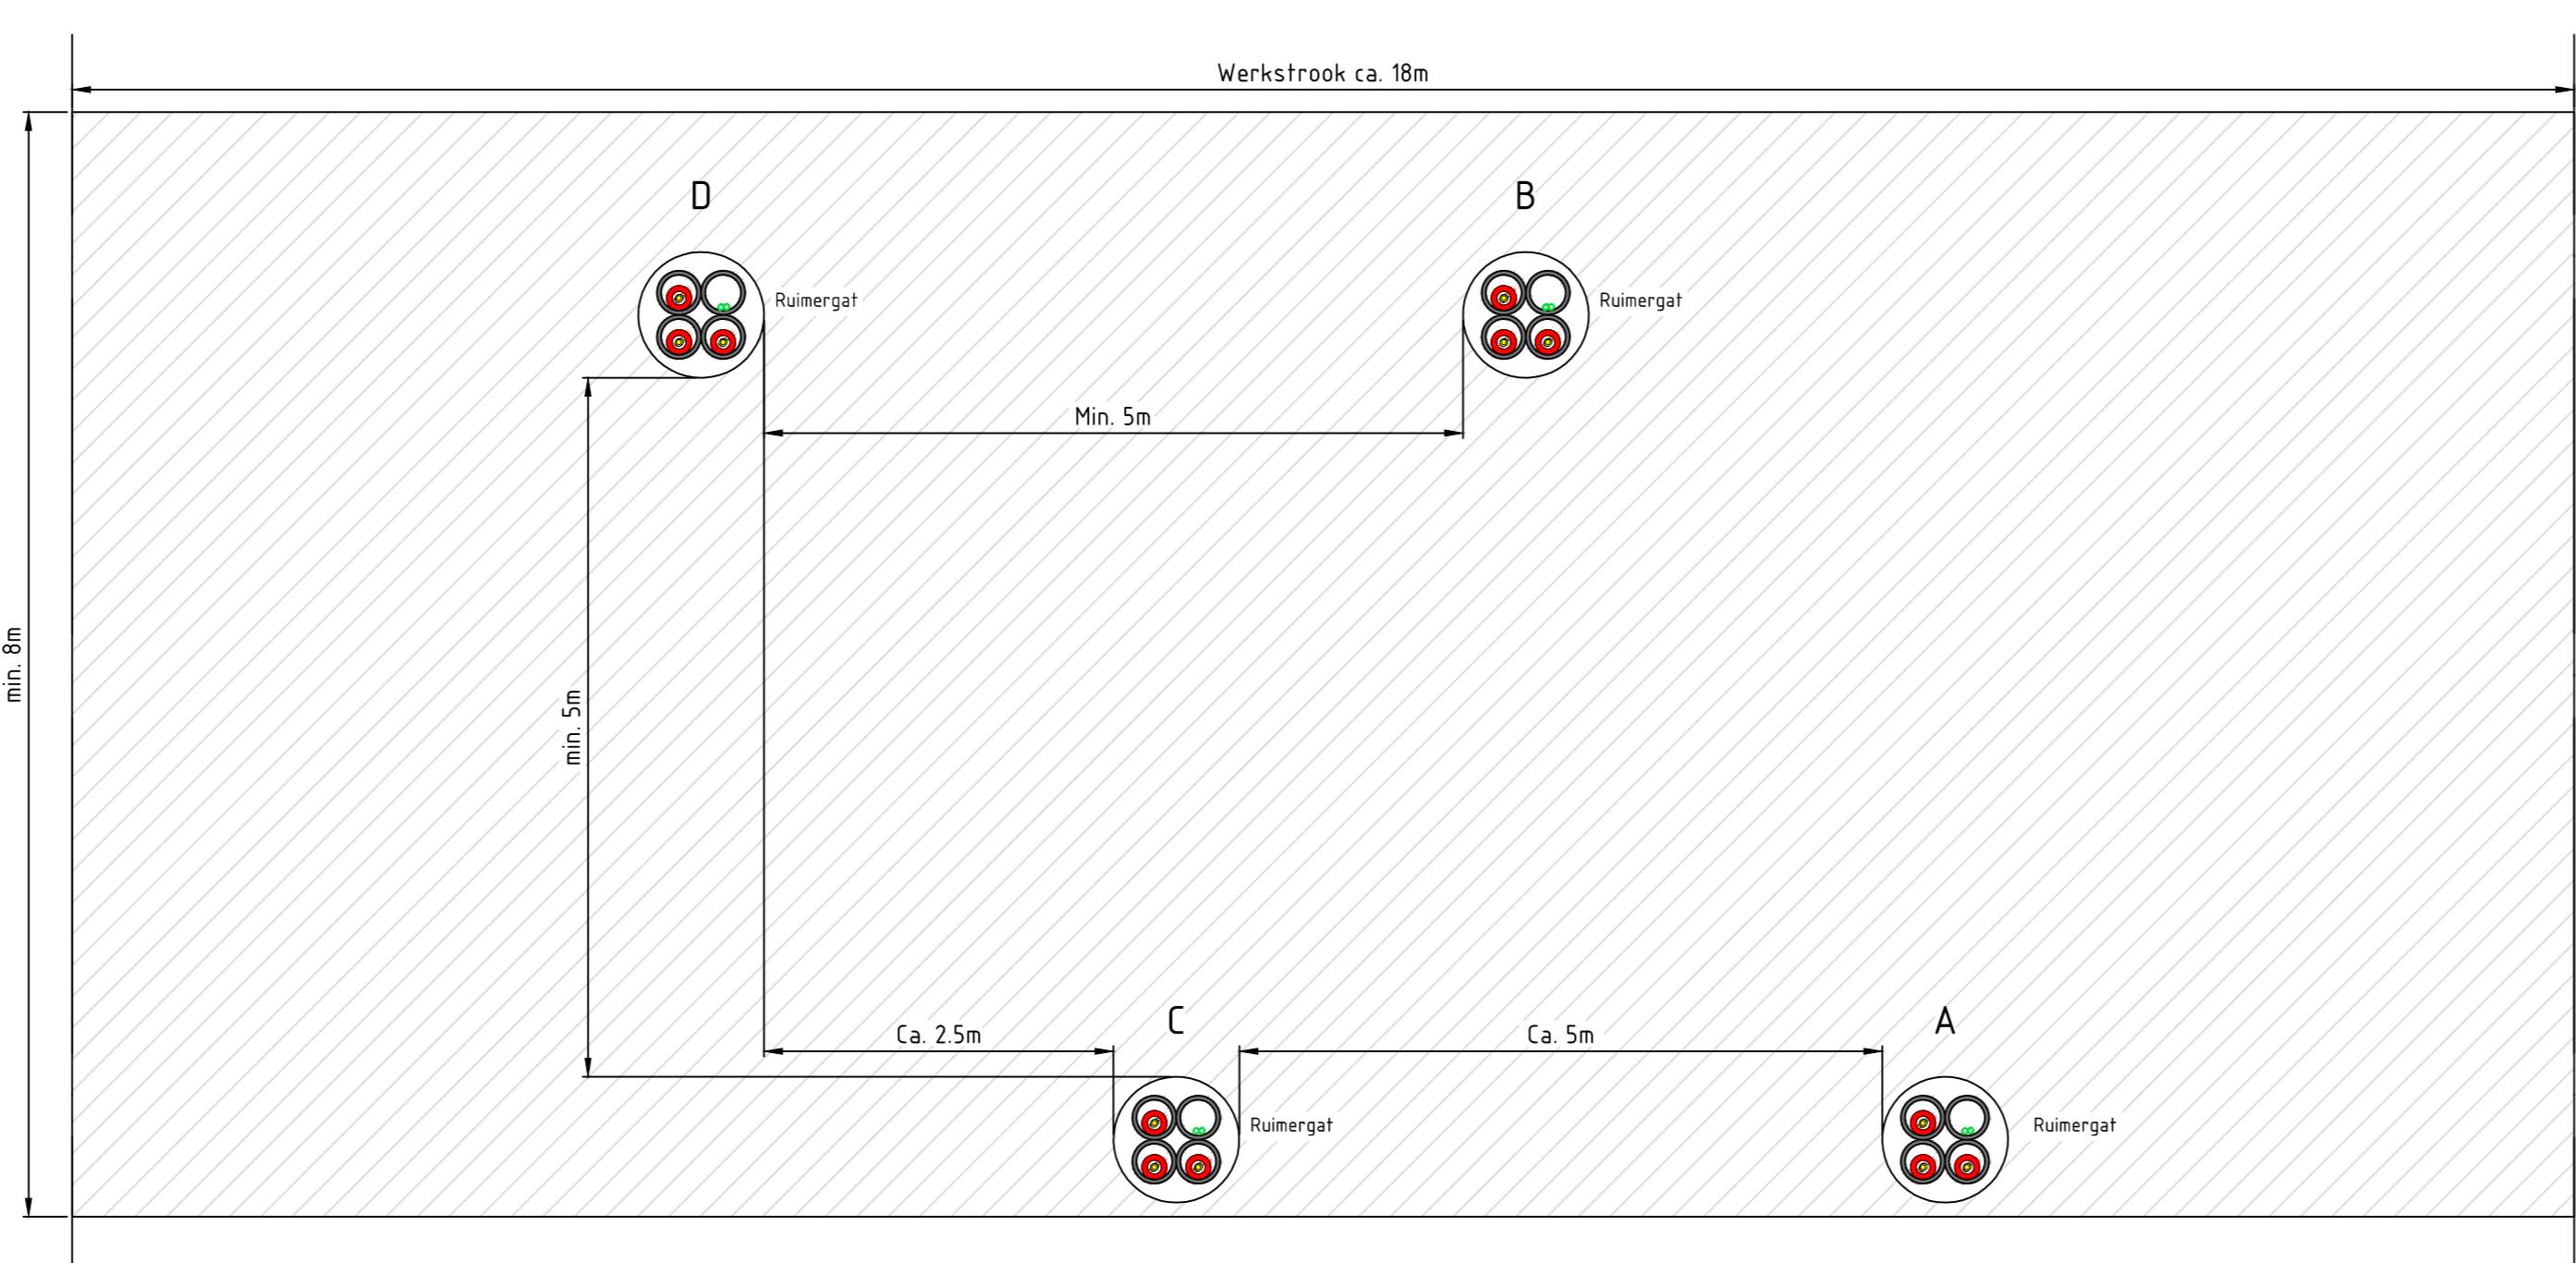 Werkstrook ca. 18m
D
B
Ruimergat
Ruimergat
Min. 5m
min. 8m
min. 5m
C
A
Ca. 2.5m
Ca. 5m
Ruimergat
Ruimergat